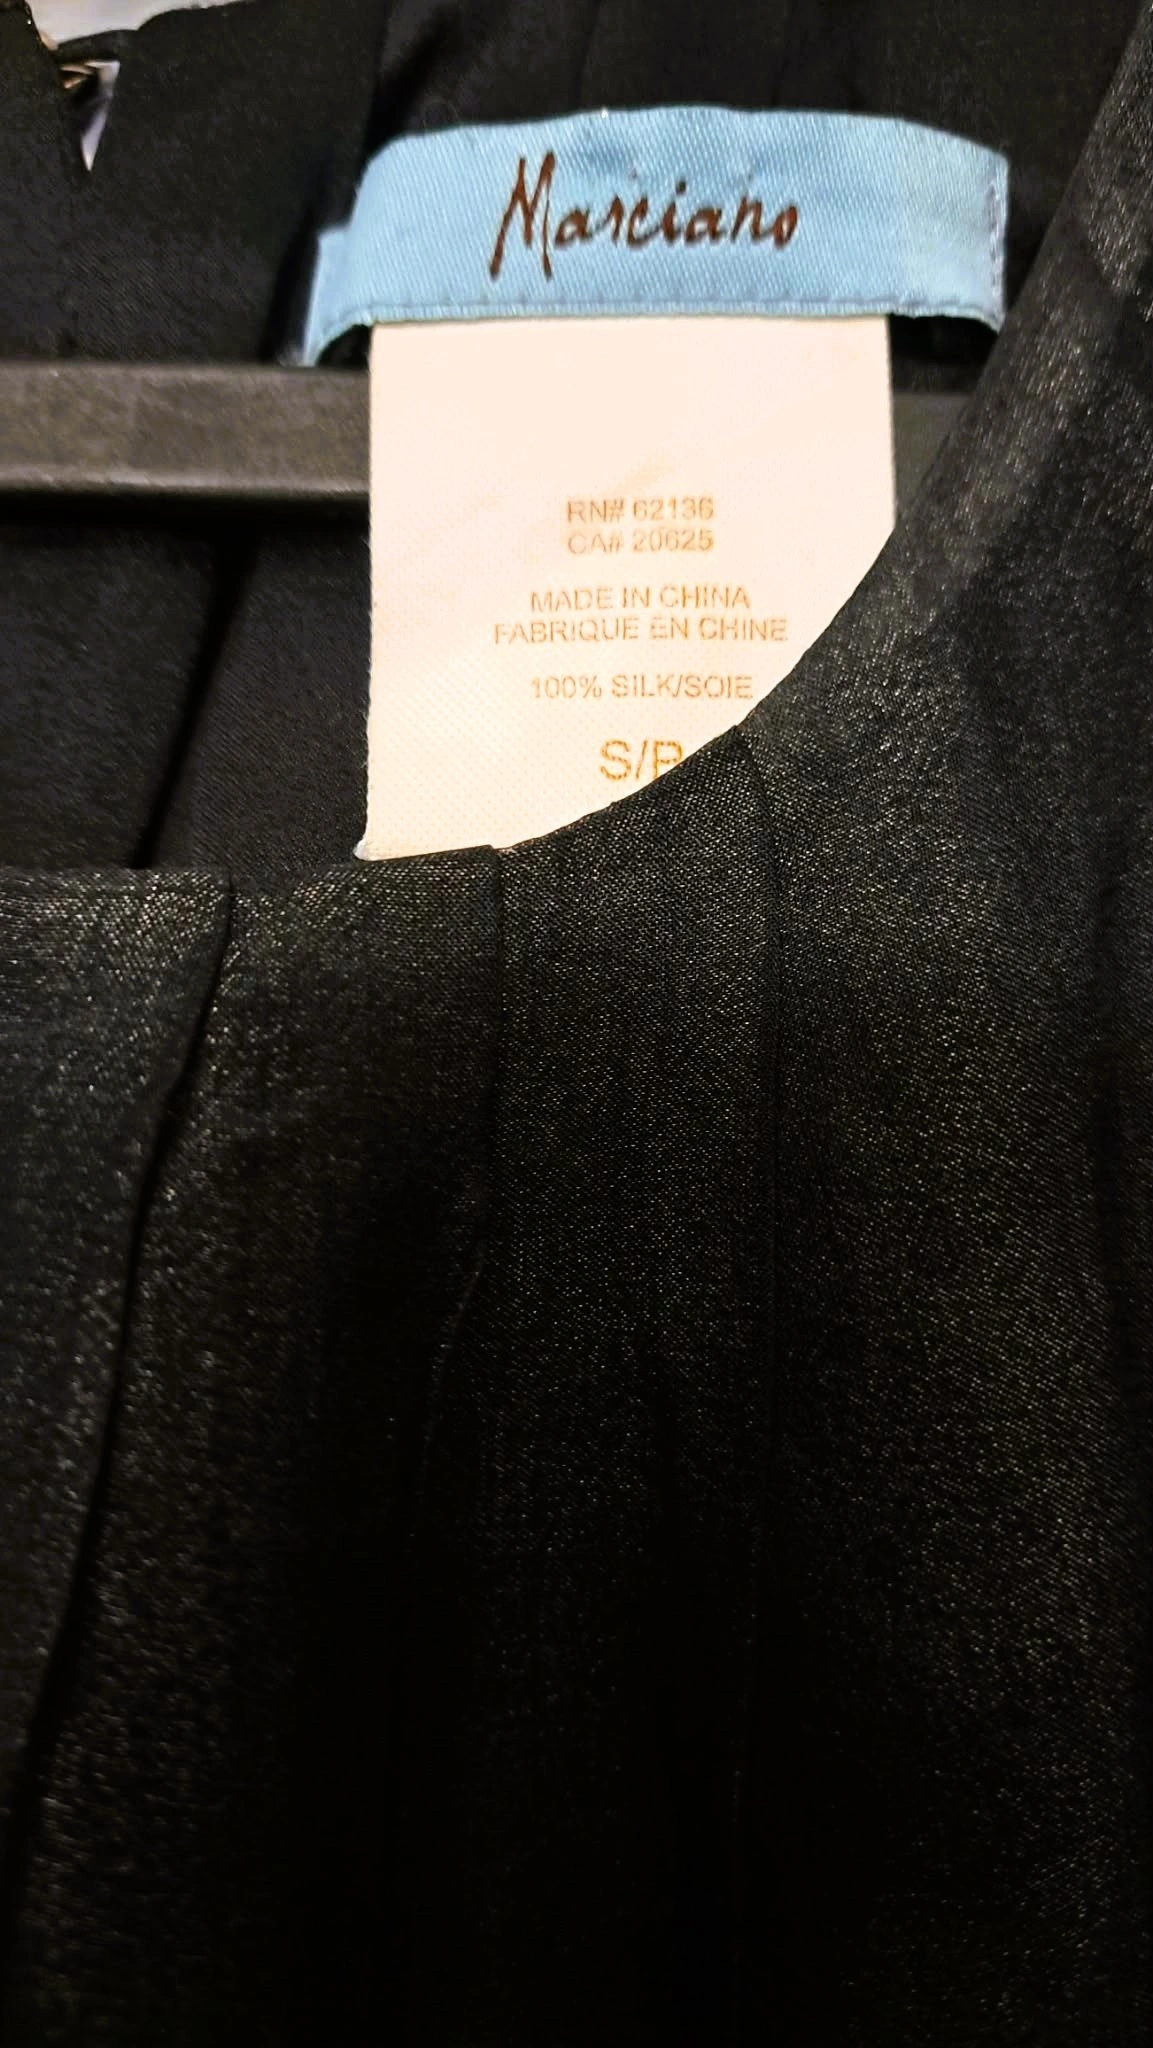 Marciano
RN# 62136
CA# 20625
MADE IN CHINA
FABRIQUE EN CHINE
100% SILK/SOIE
S/P